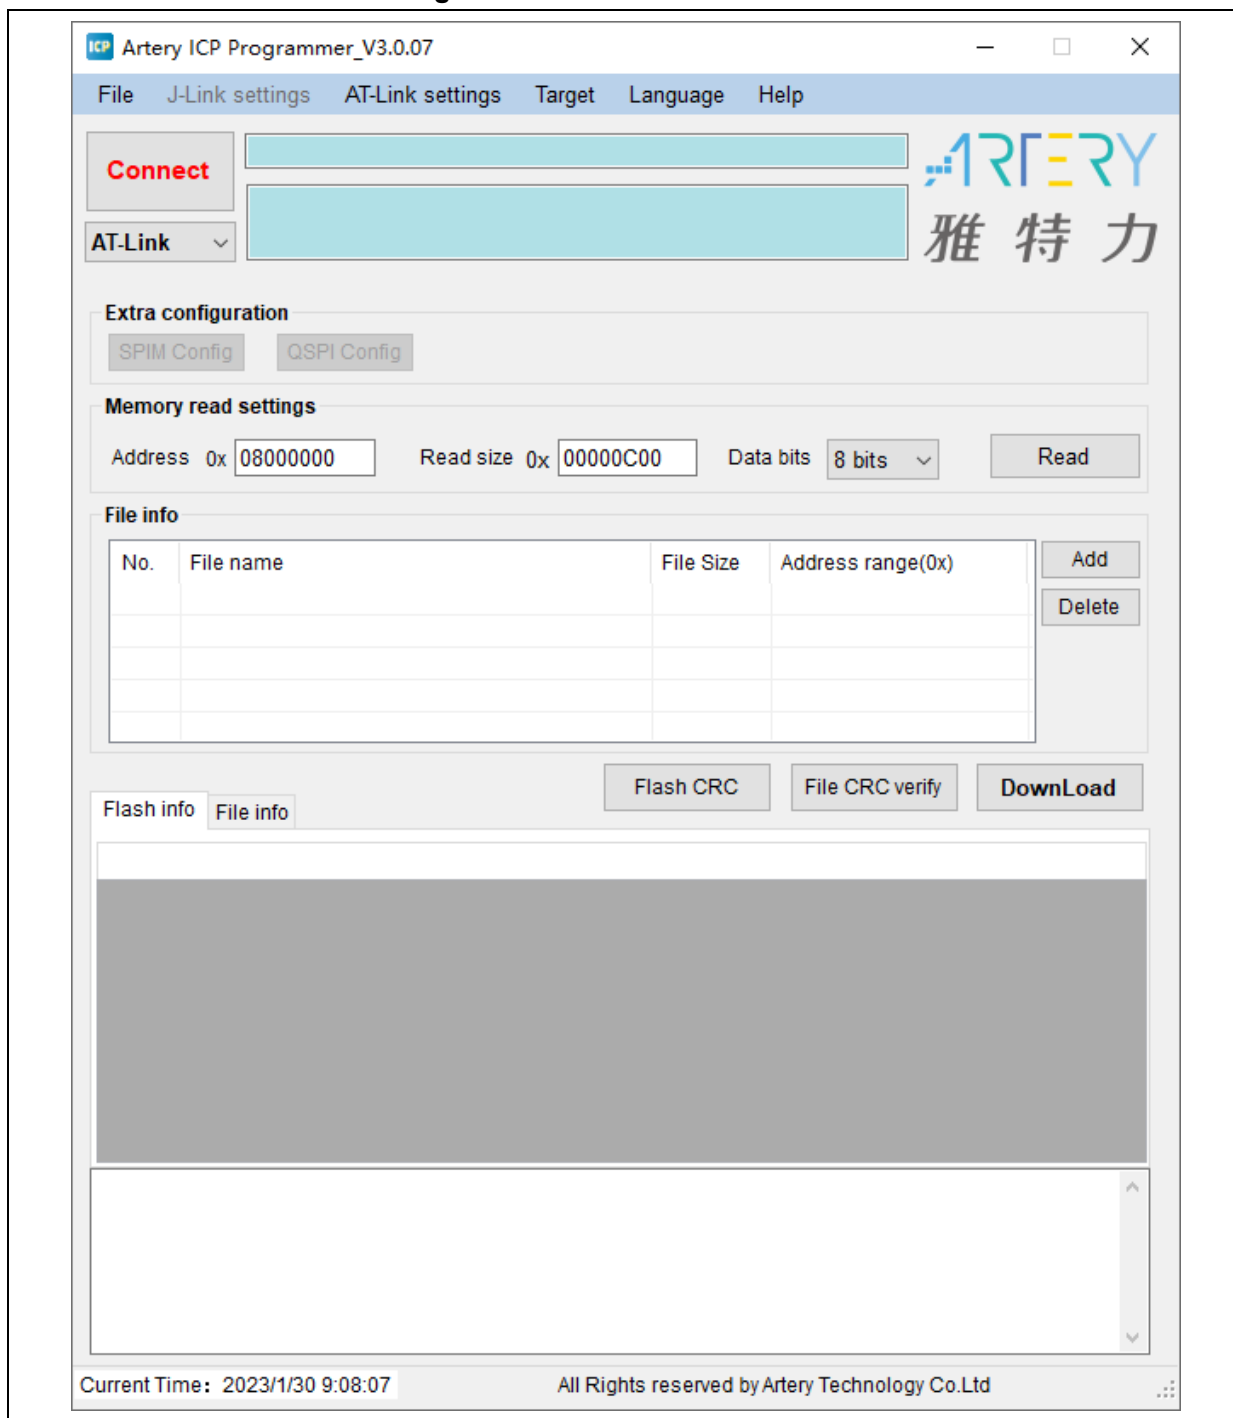 ICP Artery ICP Programmer_V3.0.07
File J-Link settings AT-Link settings Target Language Help
Connect
ARTERY
AT-Link
雅特力
Extra configuration
SPIM Config QSPI Config
Memory read settings
Address 0x 08000000 Read size 0x 00000C00 Data bits 8 bits Read
File info
No. File name File Size Address range(0x) Add
Delete
Flash CRC File CRC verify DownLoad
Flash info File info
Current Time：2023/1/30 9:08:07 All Rights reserved by Artery Technology Co.Ltd